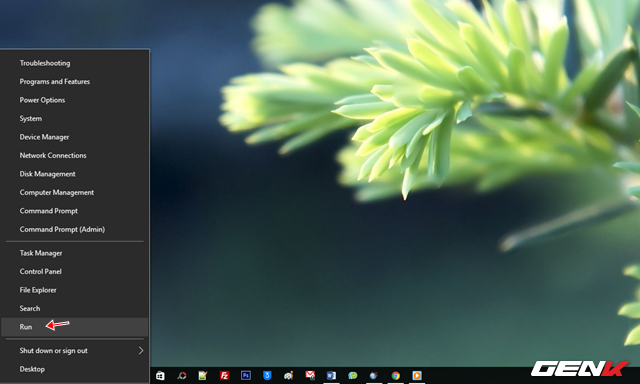 Troubleshooting
Programs and Features
Power Options
System
Device Manager
Network Connections
Disk Management
Computer Management
Command Prompt
Command Prompt (Admin)
Task Manager
Control Panel
File Explorer
Search
Run
Shut down or sign out
Desktop
GENK